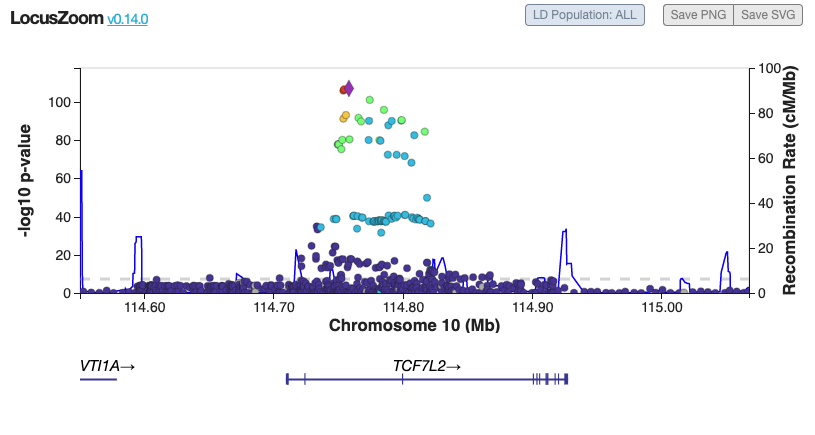 LocusZoom v0.14.0
LD Population: ALL
Save PNG Save SVG
-log10 p-value
100
80
60
40
20
0
100
80
60
40
20
0
Recombination Rate (cM/Mb)
114.60 114.70 114.80 114.90 115.00
Chromosome 10 (Mb)
VTI1A→ TCF7L2→